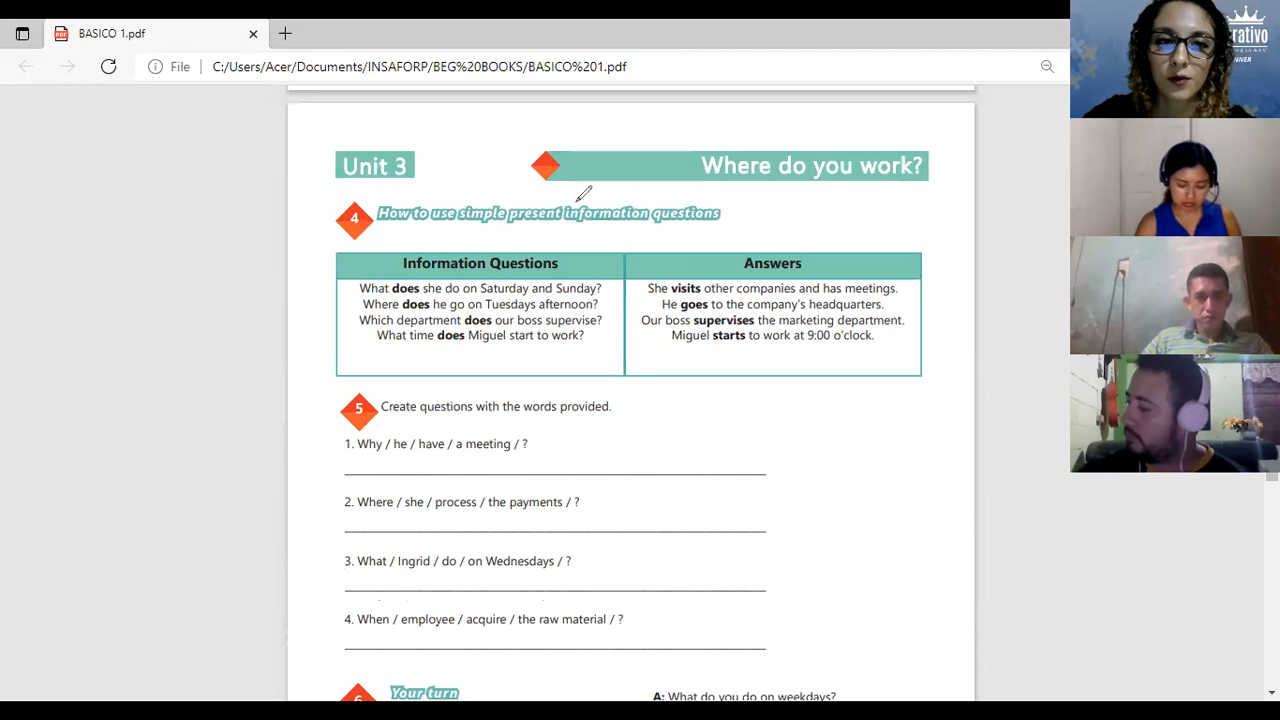 BASICO 1.pdf
File
C:/Users/Acer/Documents/INSAFORP/BEG%20BOOKS/BASICO%201.pdf
rativo
NNER
Unit 3
Where do you work?
4
How to use simple present information questions
Information Questions
Answers
What does she do on Saturday and Sunday?
She visits other companies and has meetings.
Where does he go on Tuesdays afternoon?
He goes to the company's headquarters.
Which department does our boss supervise?
Our boss supervises the marketing department.
What time does Miguel start to work?
Miguel starts to work at 9:00 o'clock.
5
Create questions with the words provided.
1. Why / he / have / a meeting / ?
2. Where / she / process / the payments / ?
3. What / Ingrid / do / on Wednesdays / ?
4. When / employee / acquire / the raw material / ?
6
Your turn
A: What do you do on weekdays?